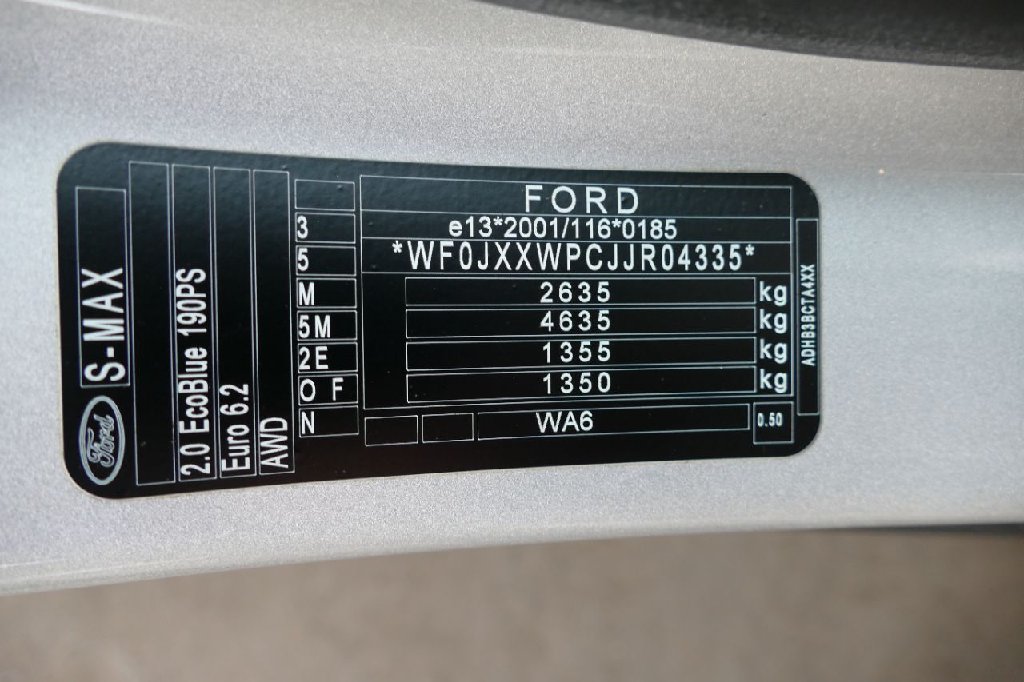 Ford
S-MAX
2.0 EcoBlue 190PS
Euro 6.2
AWD
FORD
3 e13*2001/116*0185
5 *WF0JXXWPCJJR04335*
M 2635 kg
5M 4635 kg
2E 1355 kg
O F 1350 kg
N WA6 0.50
ADHB3BCTA4XX